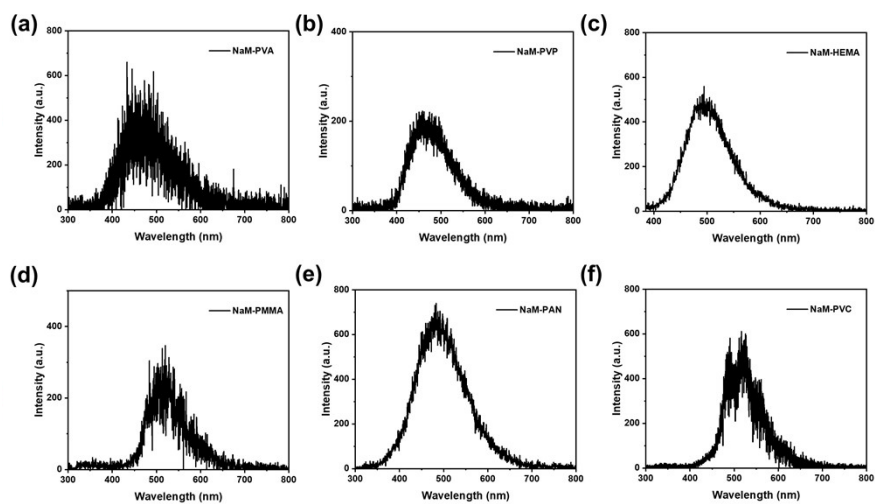 (a)
NaM-PVA
Intensity (a.u.)
800
600
400
200
0
300 400 500 600 700 800
Wavelength (nm)
(b)
NaM-PVP
Intensity (a.u.)
400
200
0
300 400 500 600 700 800
Wavelength (nm)
(c)
NaM-HEMA
Intensity (a.u.)
800
600
400
200
0
400 500 600 700 800
Wavelength (nm)
(d)
NaM-PMMA
Intensity (a.u.)
400
200
0
300 400 500 600 700 800
Wavelength (nm)
(e)
NaM-PAN
Intensity (a.u.)
800
600
400
200
0
300 400 500 600 700 800
Wavelength (nm)
(f)
NaM-PVC
Intensity (a.u.)
800
600
400
200
0
300 400 500 600 700 800
Wavelength (nm)